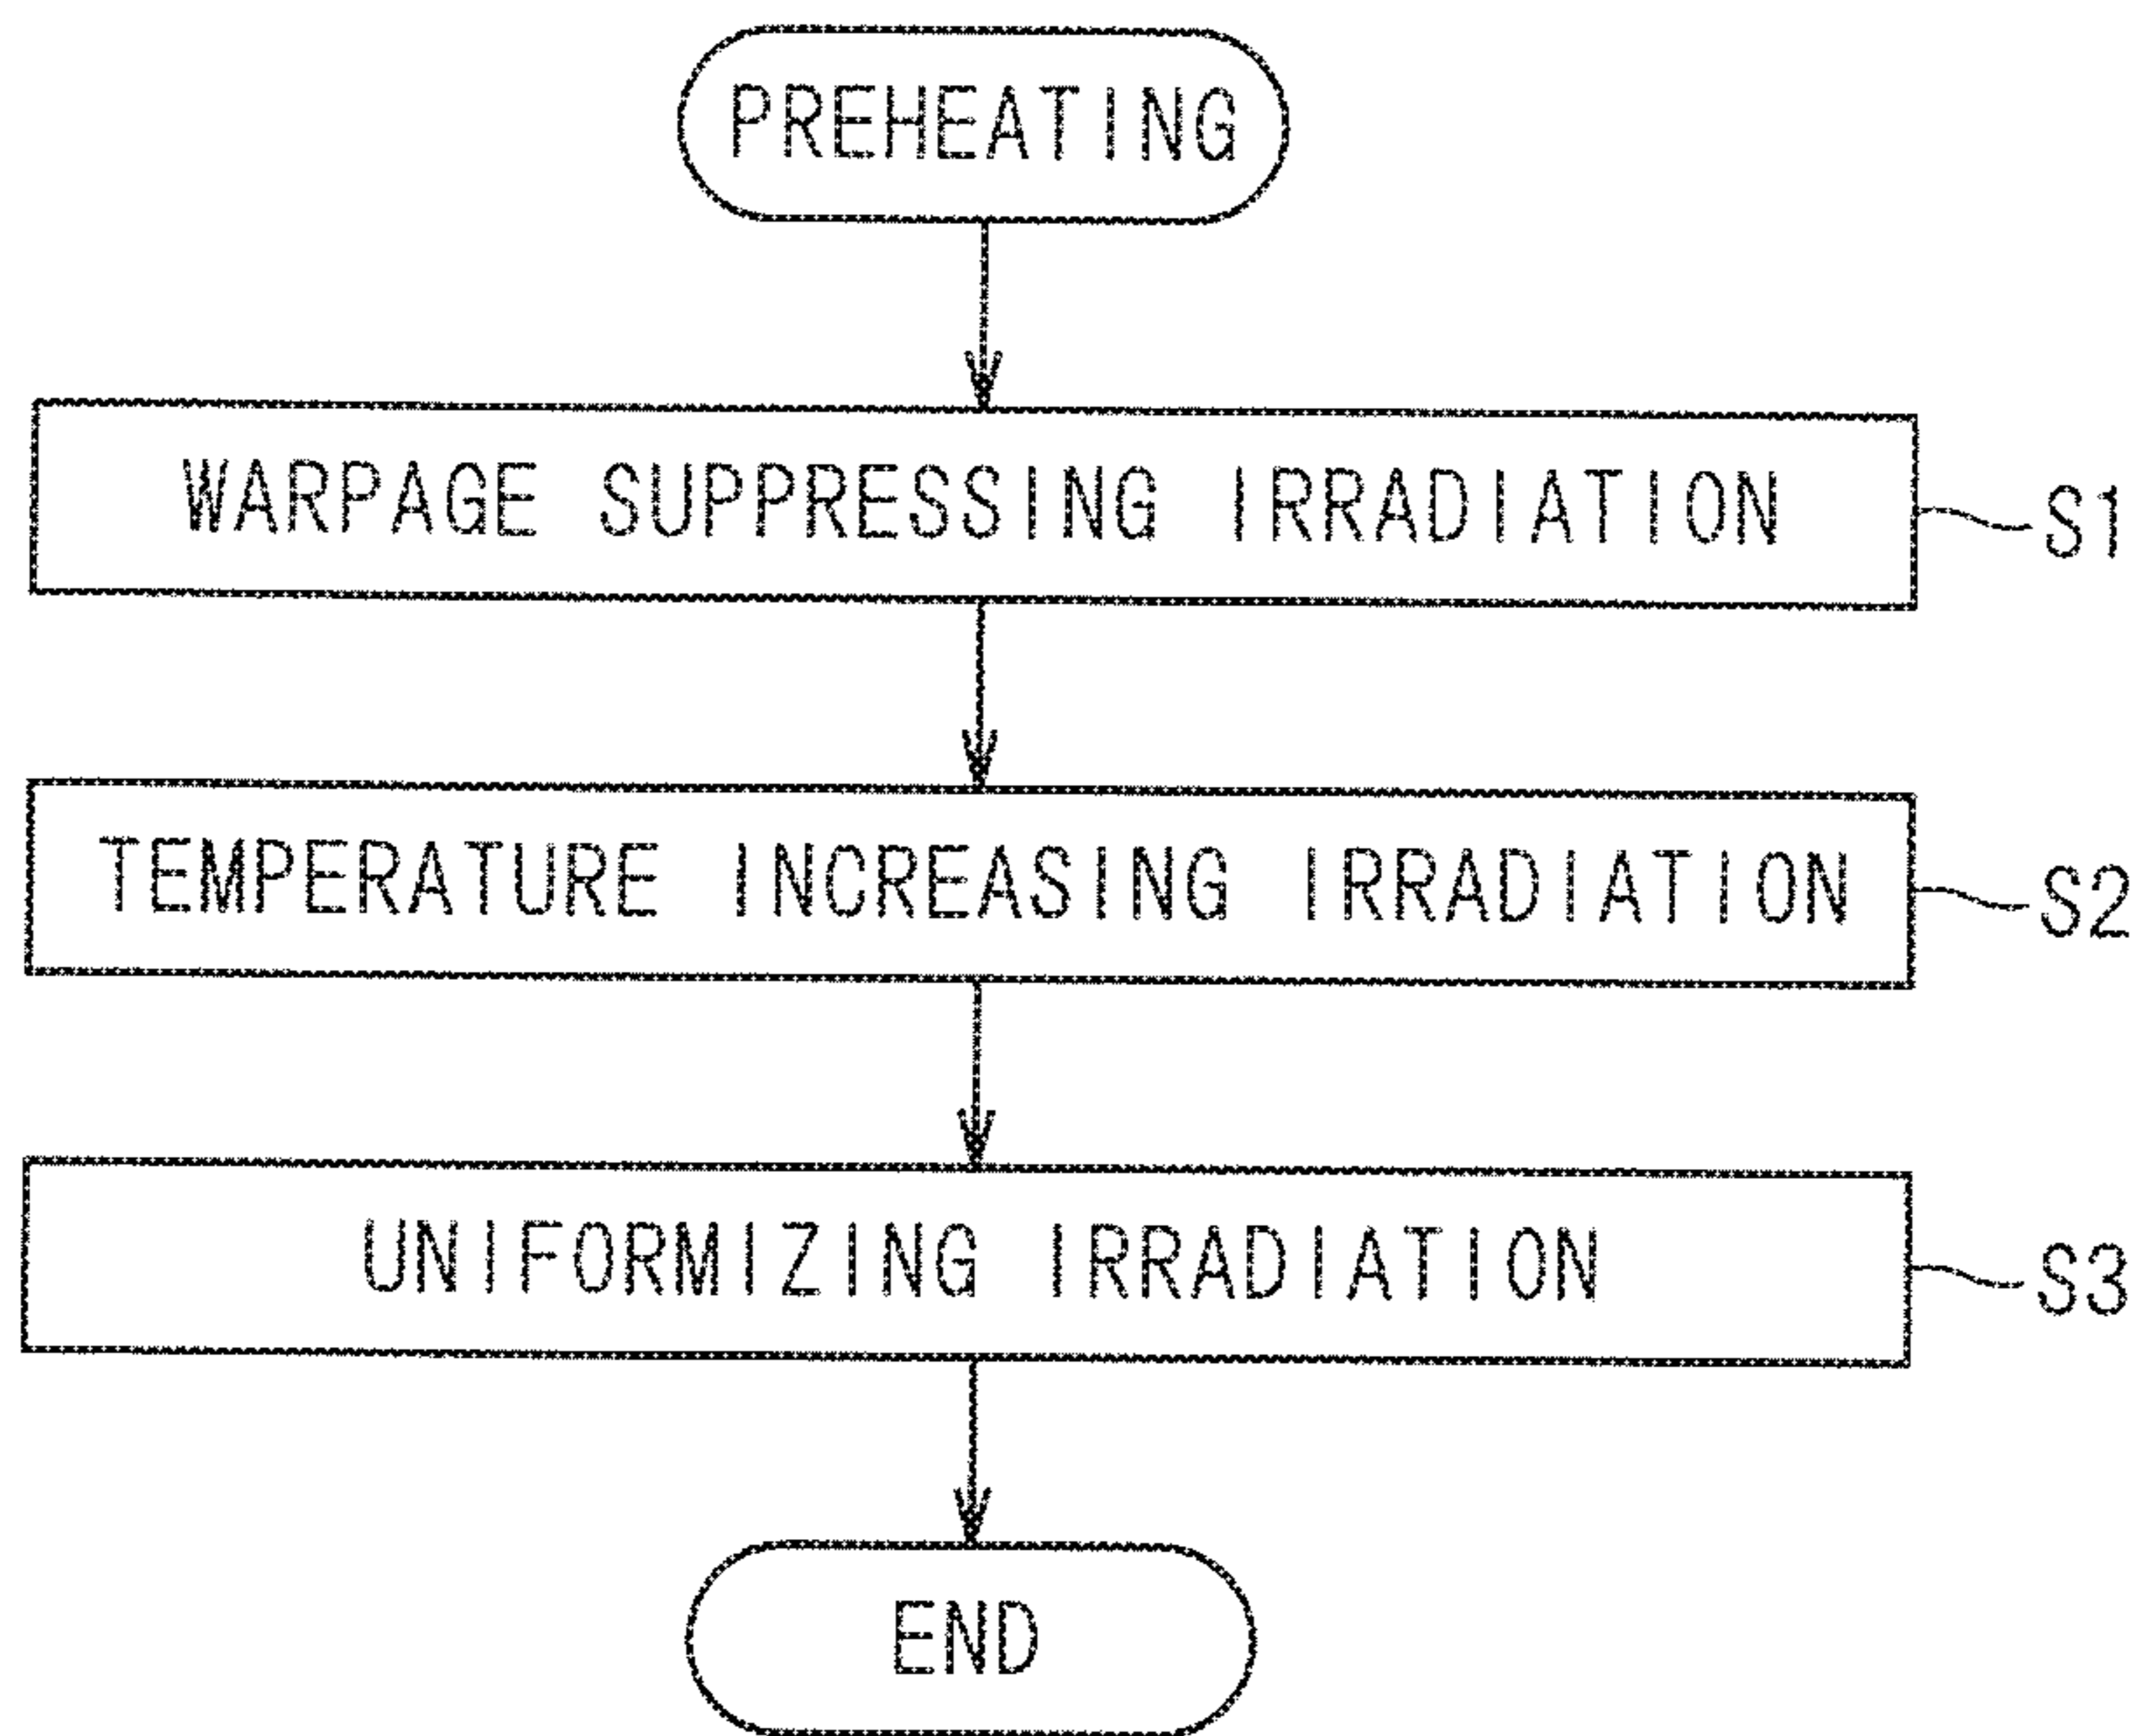 PREHEATING
WARPAGE SUPPRESSING IRRADIATION
S1
TEMPERATURE INCREASING IRRADIATION
S2
UNIFORMIZING IRRADIATION
S3
END